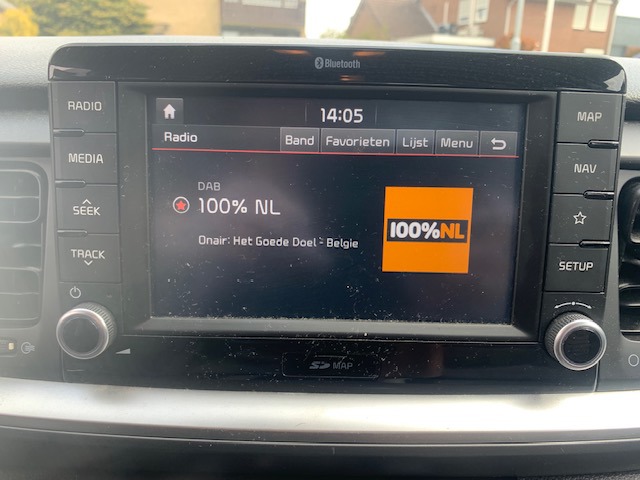 Bluetooth
RADIO
MEDIA
SEEK
TRACK
14:05
Radio Band Favorieten Lijst Menu
DAB
100% NL
Onair: Het Goede Doel - Belgie
100%NL
MAP
NAV
SETUP
SD MAP